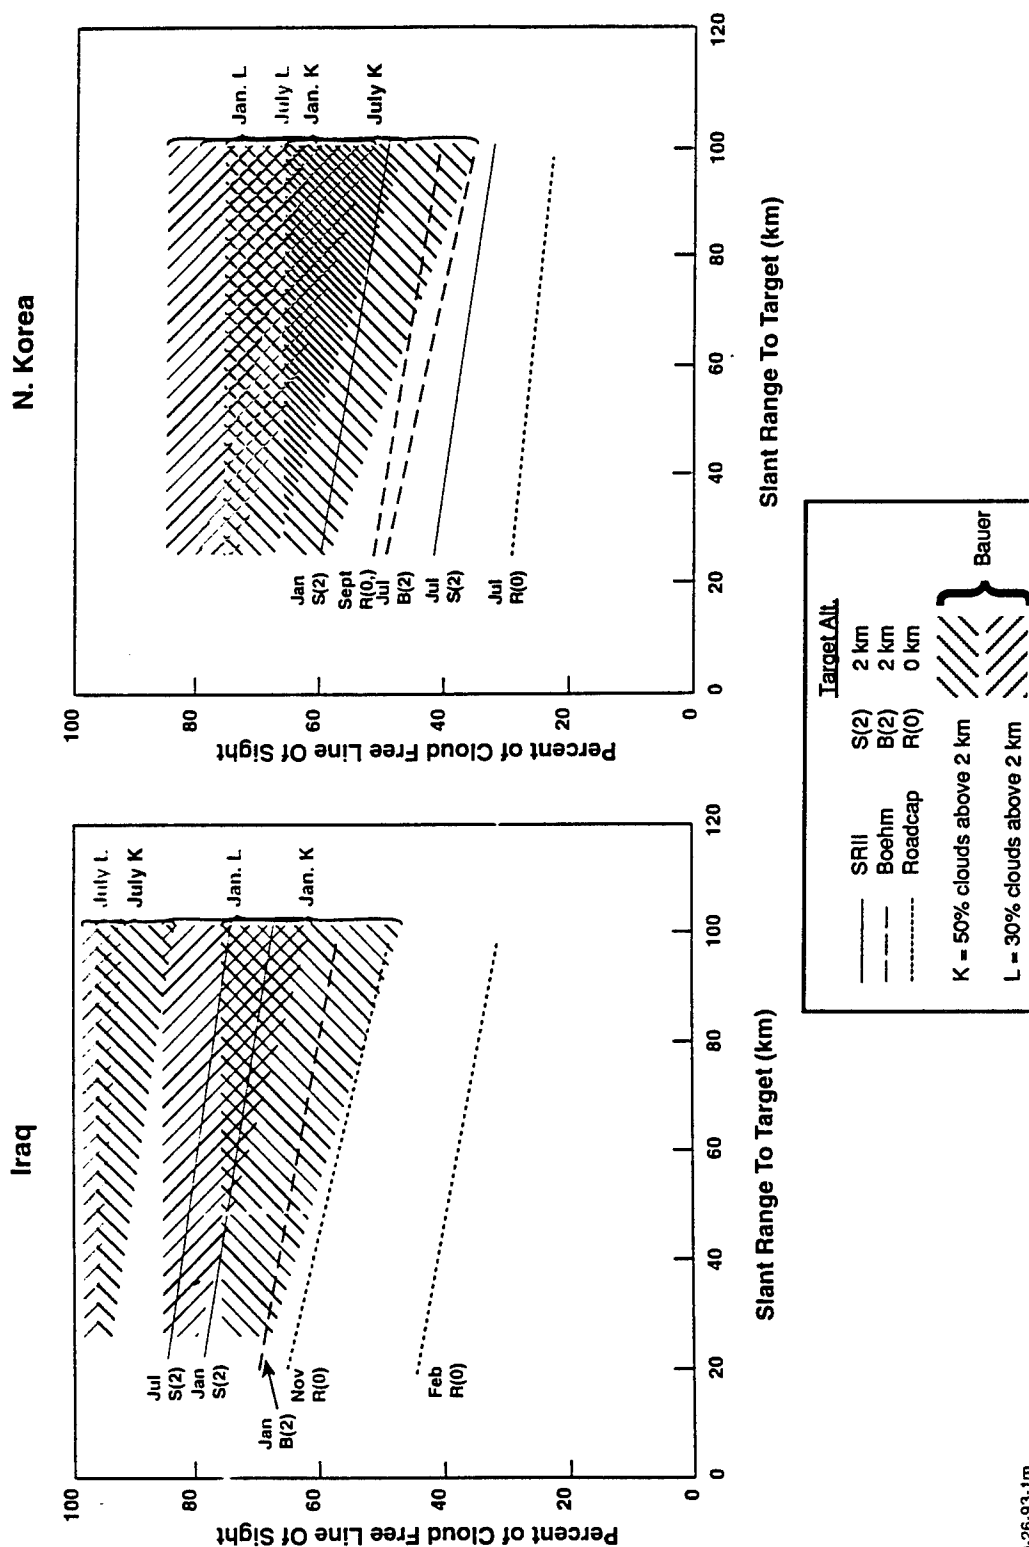 Iraq
Percent of Cloud Free Line Of Sight
100
80
60
40
20
0
0
20
40
60
80
100
120
Slant Range To Target (km)
Jul
S(2)
Jan
S(2)
Jan
B(2)
Nov
R(0)
Feb
R(0)
July L
July K
Jan. L
Jan. K
N. Korea
Percent of Cloud Free Line Of Sight
100
80
60
40
20
0
0
20
40
60
80
100
120
Slant Range To Target (km)
Jan
S(2)
Sept
R(0,)
Jul
B(2)
Jul
S(2)
Jul
R(0)
Jan. L
July L
Jan. K
July K
Target Alt.
SRII S(2) 2 km
Boehm B(2) 2 km
Roadcap R(0) 0 km
K = 50% clouds above 2 km
L = 30% clouds above 2 km
Bauer